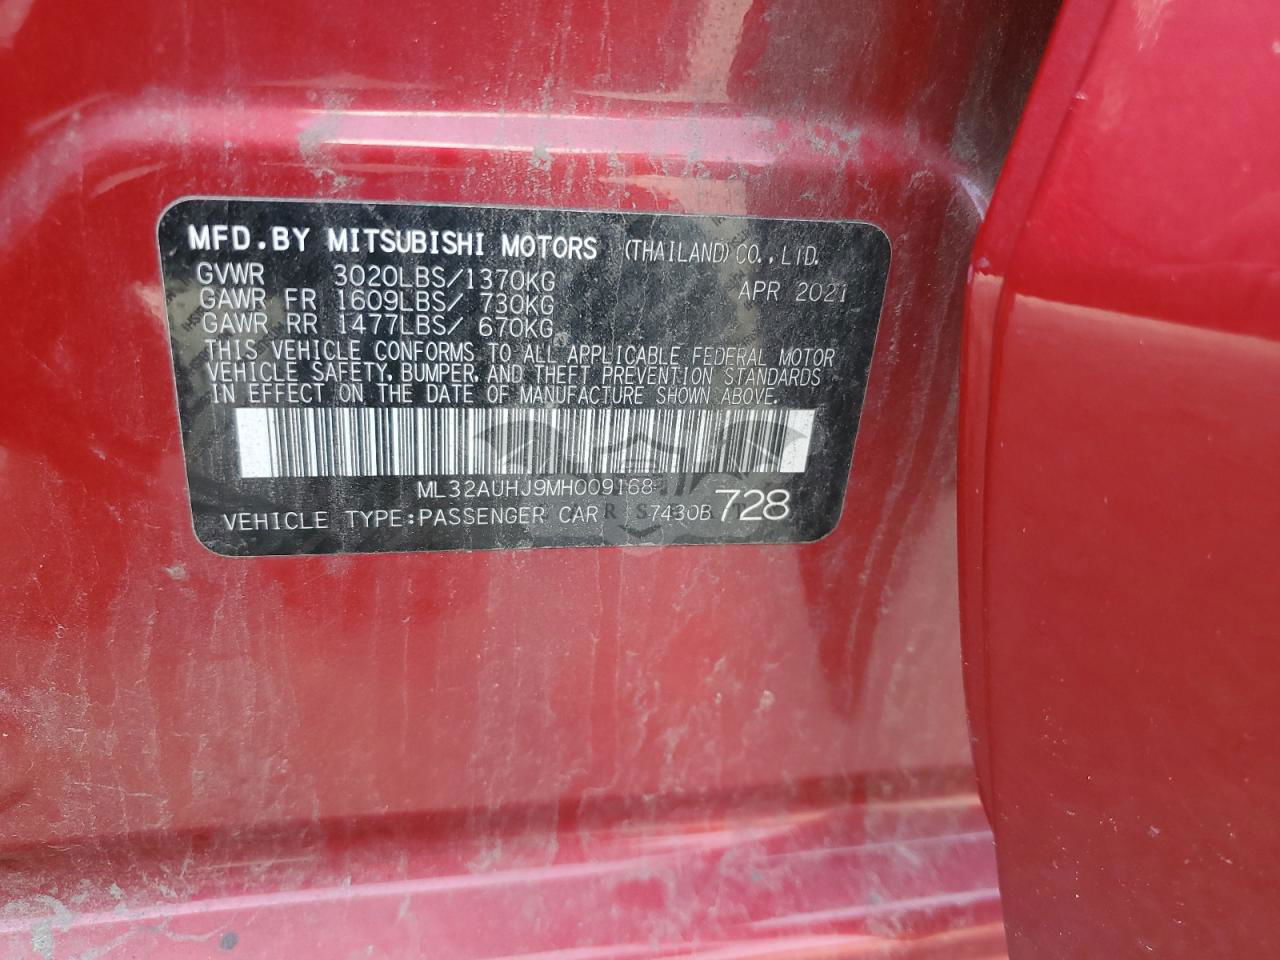 MFD.BY MITSUBISHI MOTORS (THAILAND) CO., LTD.
GVWR 3020LBS/1370KG APR 2021
GAWR FR 1609LBS/ 730KG
GAWR RR 1477LBS/ 670KG
THIS VEHICLE CONFORMS TO ALL APPLICABLE FEDERAL MOTOR
VEHICLE SAFETY, BUMPER, AND THEFT PREVENTION STANDARDS
IN EFFECT ON THE DATE OF MANUFACTURE SHOWN ABOVE.
ML32AUHJ9MH009168
VEHICLE TYPE:PASSENGER CAR 57430B 728